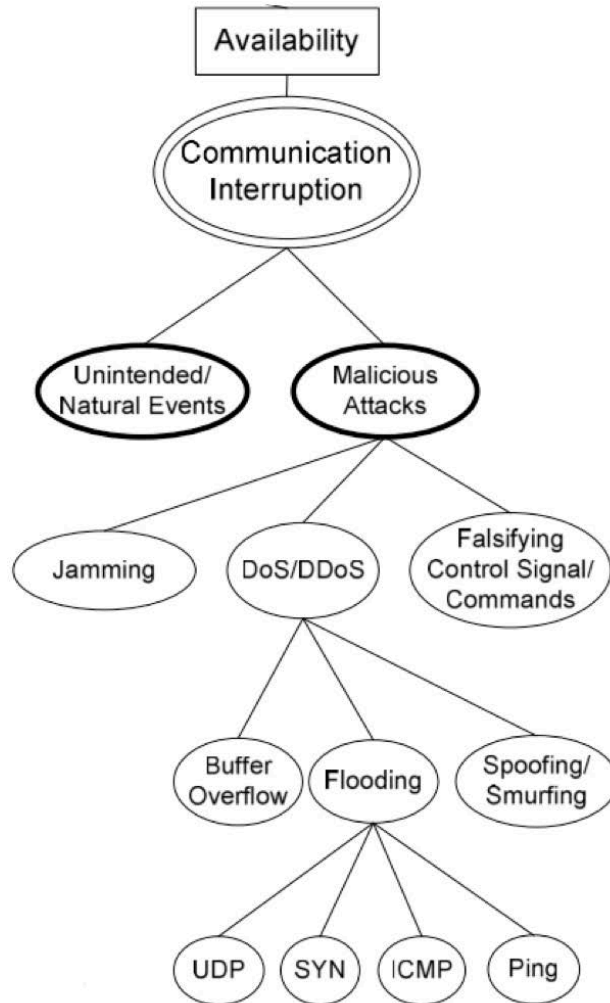 Availability
Communication
Interruption
Unintended/
Natural Events
Malicious
Attacks
Jamming
DoS/DDoS
Falsifying
Control Signal/
Commands
Buffer
Overflow
Flooding
Spoofing/
Smurfing
UDP
SYN
ICMP
Ping